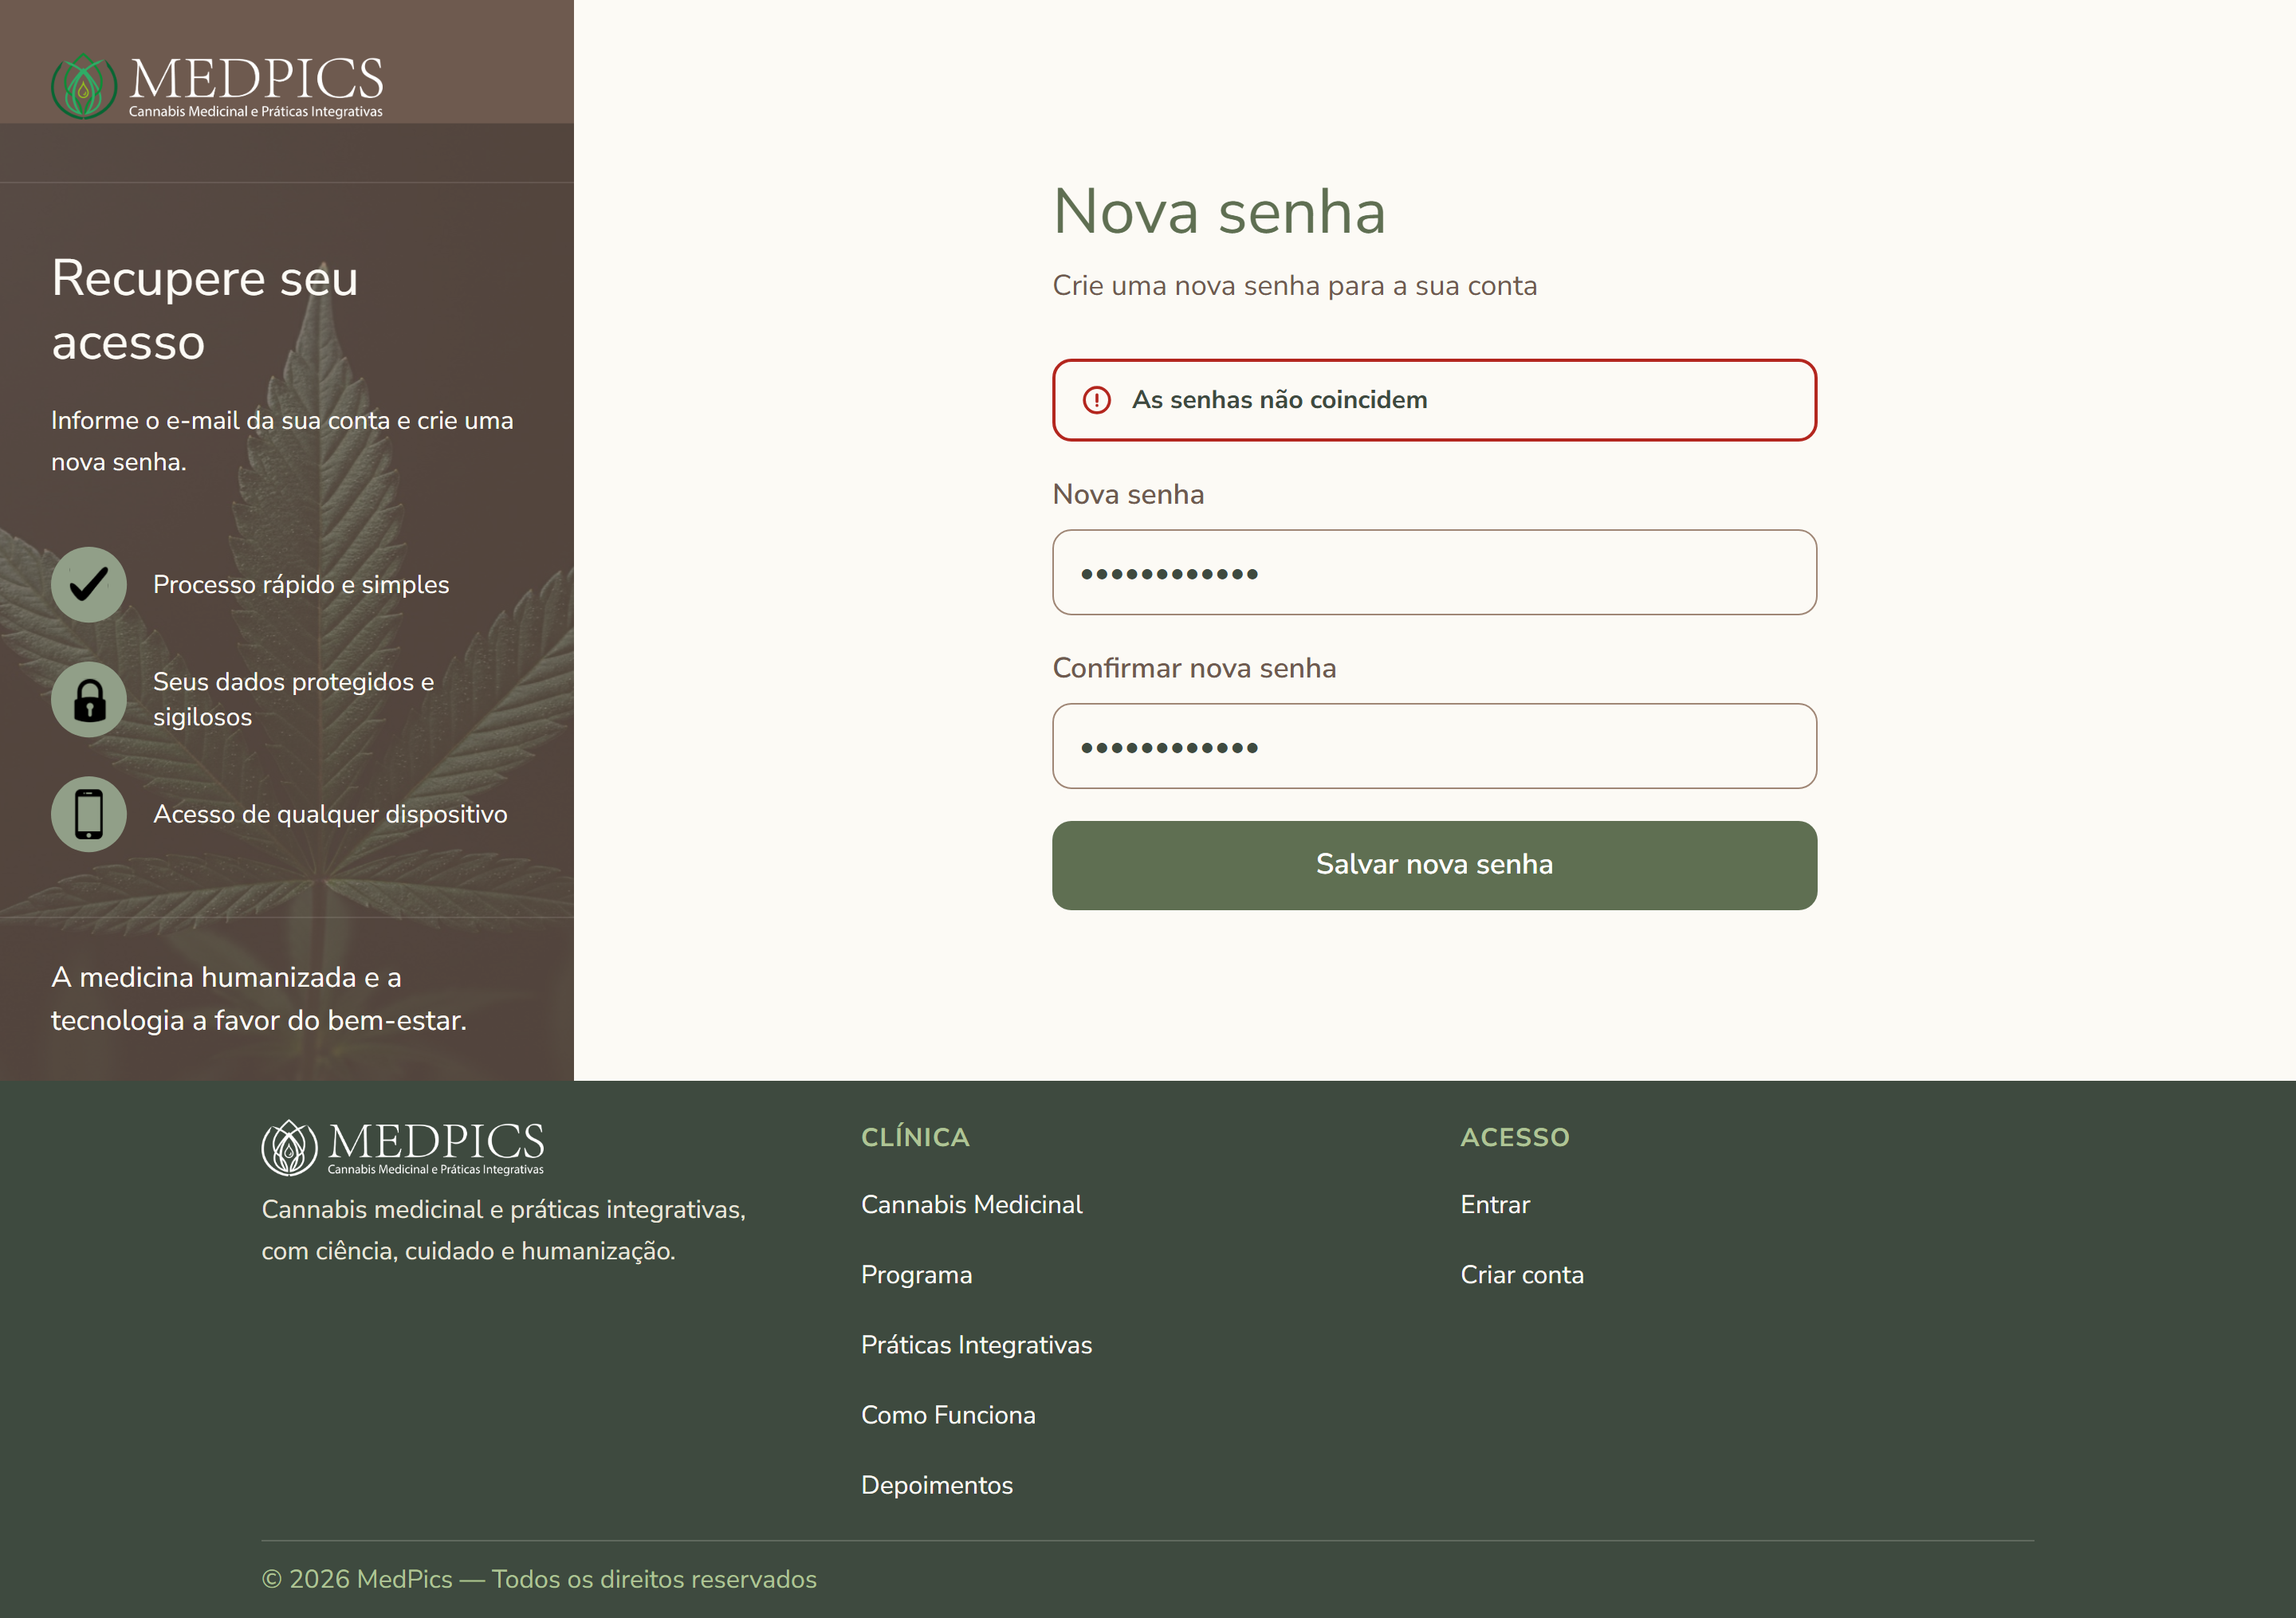 MEDPICS
Cannabis Medicinal e Práticas Integrativas
Recupere seu
acesso
Informe o e-mail da sua conta e crie uma
nova senha.
Processo rápido e simples
Seus dados protegidos e
sigilosos
Acesso de qualquer dispositivo
A medicina humanizada e a
tecnologia a favor do bem-estar.
Nova senha
Crie uma nova senha para a sua conta
As senhas não coincidem
Nova senha
••••••••••••
Confirmar nova senha
••••••••••••
Salvar nova senha
MEDPICS
Cannabis Medicinal e Práticas Integrativas
Cannabis medicinal e práticas integrativas,
com ciência, cuidado e humanização.
CLÍNICA
Cannabis Medicinal
Programa
Práticas Integrativas
Como Funciona
Depoimentos
ACESSO
Entrar
Criar conta
© 2026 MedPics — Todos os direitos reservados